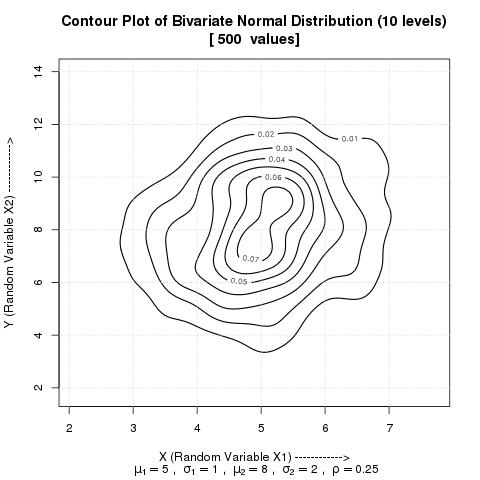 Contour Plot of Bivariate Normal Distribution (10 levels)
[ 500  values]
Y (Random Variable X2) ------------>
14
12
10
8
6
4
2
0.02
0.01
0.03
0.04
0.06
0.07
0.05
2 3 4 5 6 7
X (Random Variable X1) ------------>
μ₁ = 5 ,  σ₁ = 1 ,  μ₂ = 8 ,  σ₂ = 2 ,  ρ = 0.25